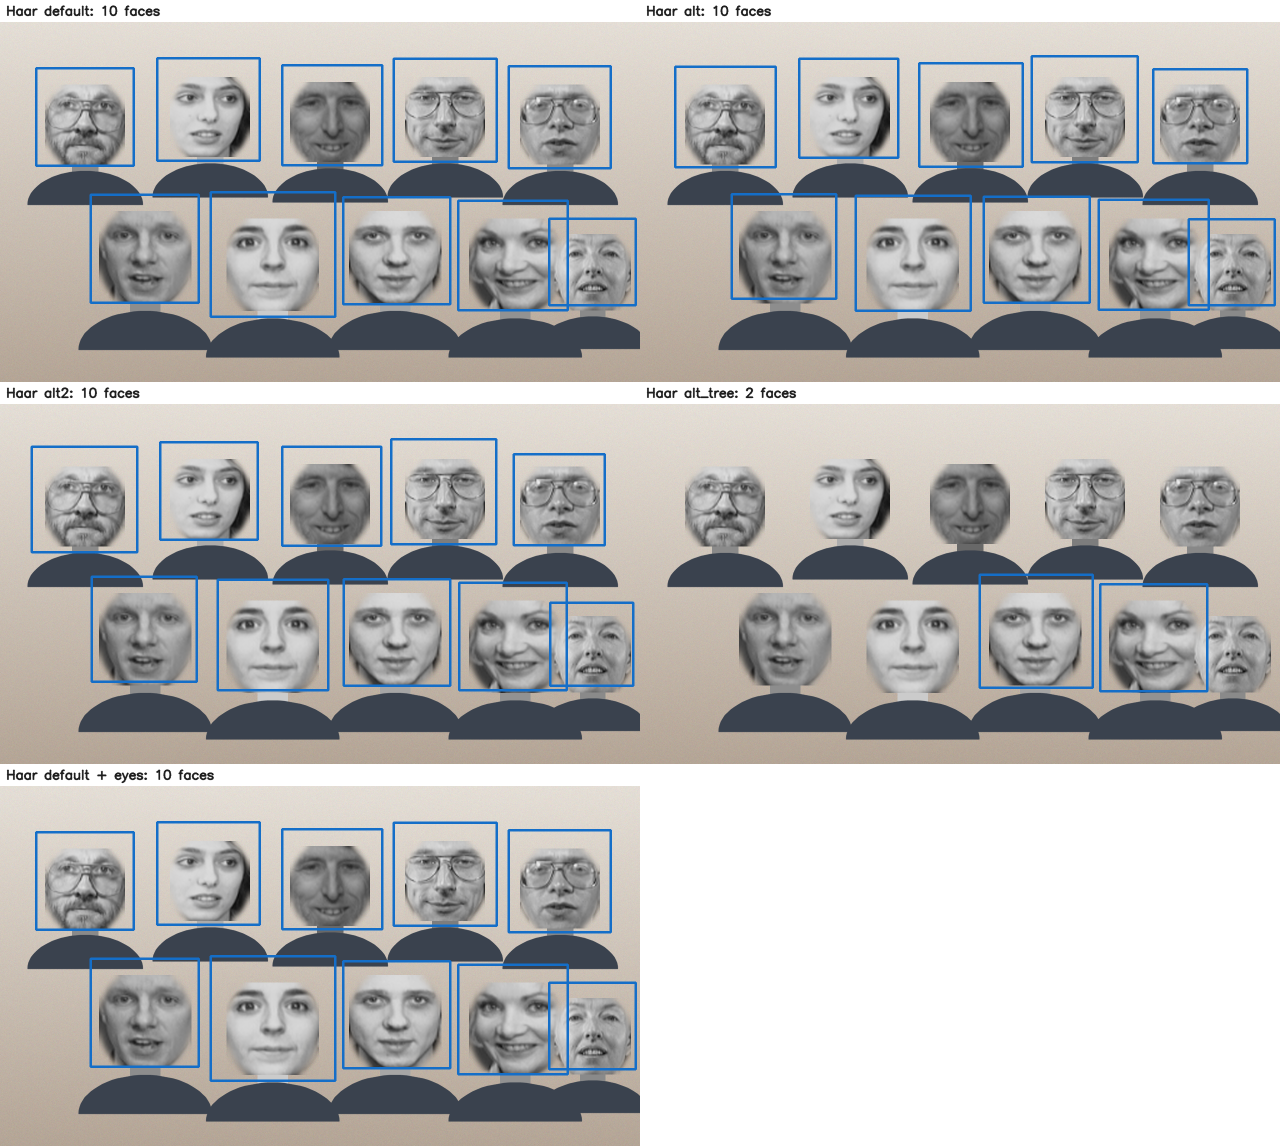 Haar default: 10 faces
Haar alt: 10 faces
Haar alt2: 10 faces
Haar alt_tree: 2 faces
Haar default + eyes: 10 faces